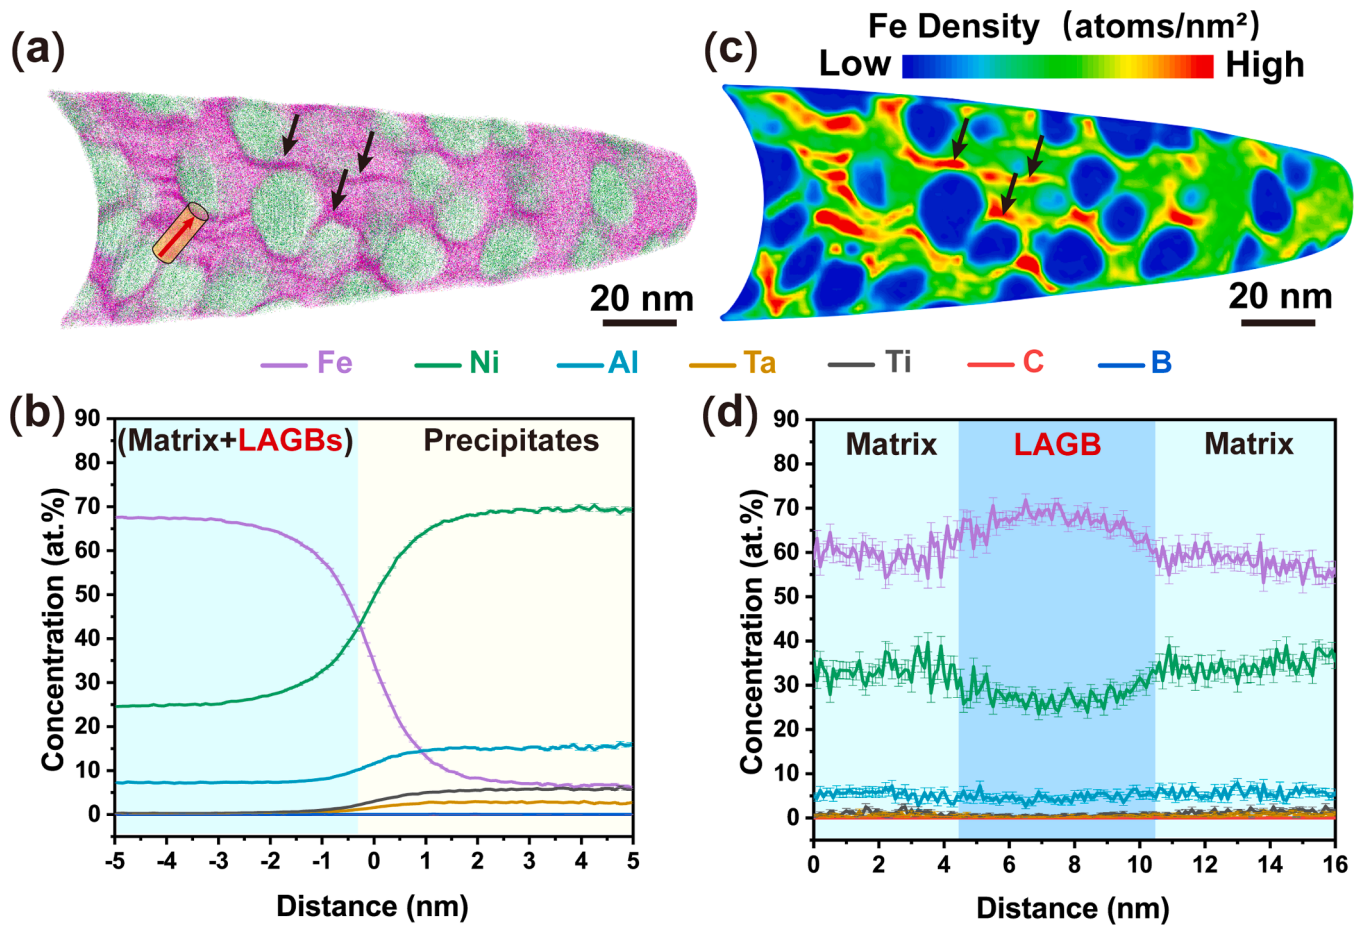 (a)
20 nm
(c)
Fe Density (atoms/nm²)
Low High
20 nm
Fe Ni Al Ta Ti C B
(b)
(Matrix+LAGBs) Precipitates
Concentration (at.%)
90
80
70
60
50
40
30
20
10
0
-5 -4 -3 -2 -1 0 1 2 3 4 5
Distance (nm)
(d)
Matrix LAGB Matrix
Concentration (at.%)
90
80
70
60
50
40
30
20
10
0
0 2 4 6 8 10 12 14 16
Distance (nm)